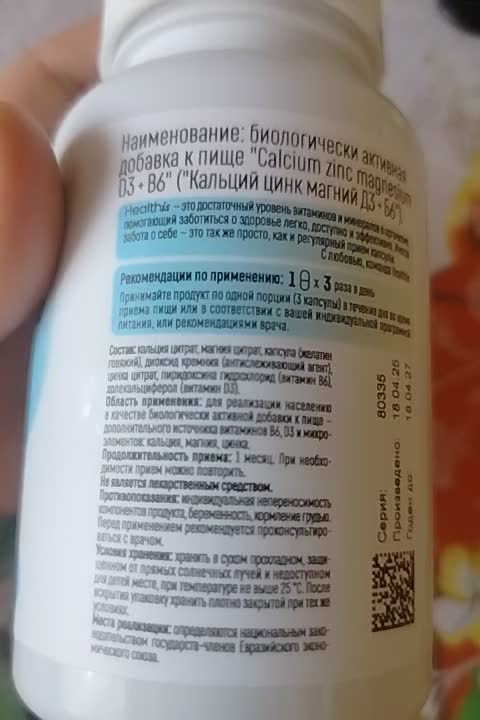 Наименование: биологически активная
добавка к пище "Calcium zinc magnesium
D3 + B6" ("Кальций цинк магний Д3 + Б6")
Healthis – это достаточный уровень витаминов и минералов в организме,
помогающий заботиться о здоровье легко, доступно и эффективно.
забота о себе – это так же просто, как и регулярный прием капсулы.
С любовью, команда Healthis
Рекомендации по применению: 1 x 3 раза в день
Принимайте продукт по одной порции (3 капсулы) в течение дня во время
приема пищи или в соответствии с вашей индивидуальной программой
питания, или рекомендациями врача.
Состав: кальция цитрат, магния цитрат, капсула (желатин
говяжий), диоксид кремния (антислеживающий агент),
цинка цитрат, пиридоксина гидрохлорид (витамин B6),
холекальциферол (витамин D3).
Область применения: для реализации населению
в качестве биологически активной добавки к пище –
дополнительного источника витаминов B6, D3 и микро-
элементов: кальция, магния, цинка.
Продолжительность приема: 1 месяц. При необхо-
димости прием можно повторить.
Не является лекарственным средством.
Противопоказания: индивидуальная непереносимость
компонентов продукта, беременность, кормление грудью.
Перед применением рекомендуется проконсультиро-
ваться с врачом.
Условия хранения: хранить в сухом прохладном, защи-
щенном от прямых солнечных лучей и недоступном
для детей месте, при температуре не выше 25 °C. После
вскрытия упаковку хранить плотно закрытой при тех же
условиях.
Места реализации: определяются национальным зако-
нодательством государств-членов Евразийского эконо-
мического союза.
Серия: 80335
Произведено: 18 04 25
Годен до: 18 04 27